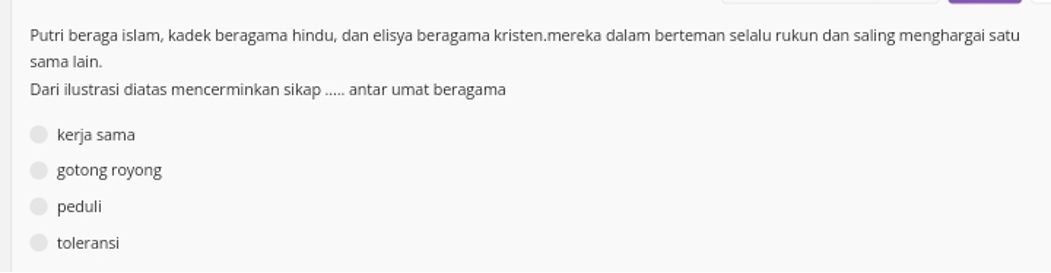 Putri beraga islam, kadek beragama hindu, dan elisya beragama kristen.mereka dalam berteman selalu rukun dan saling menghargai satu
sama lain.
Dari ilustrasi diatas mencerminkan sikap ..... antar umat beragama
kerja sama
gotong royong
peduli
toleransi